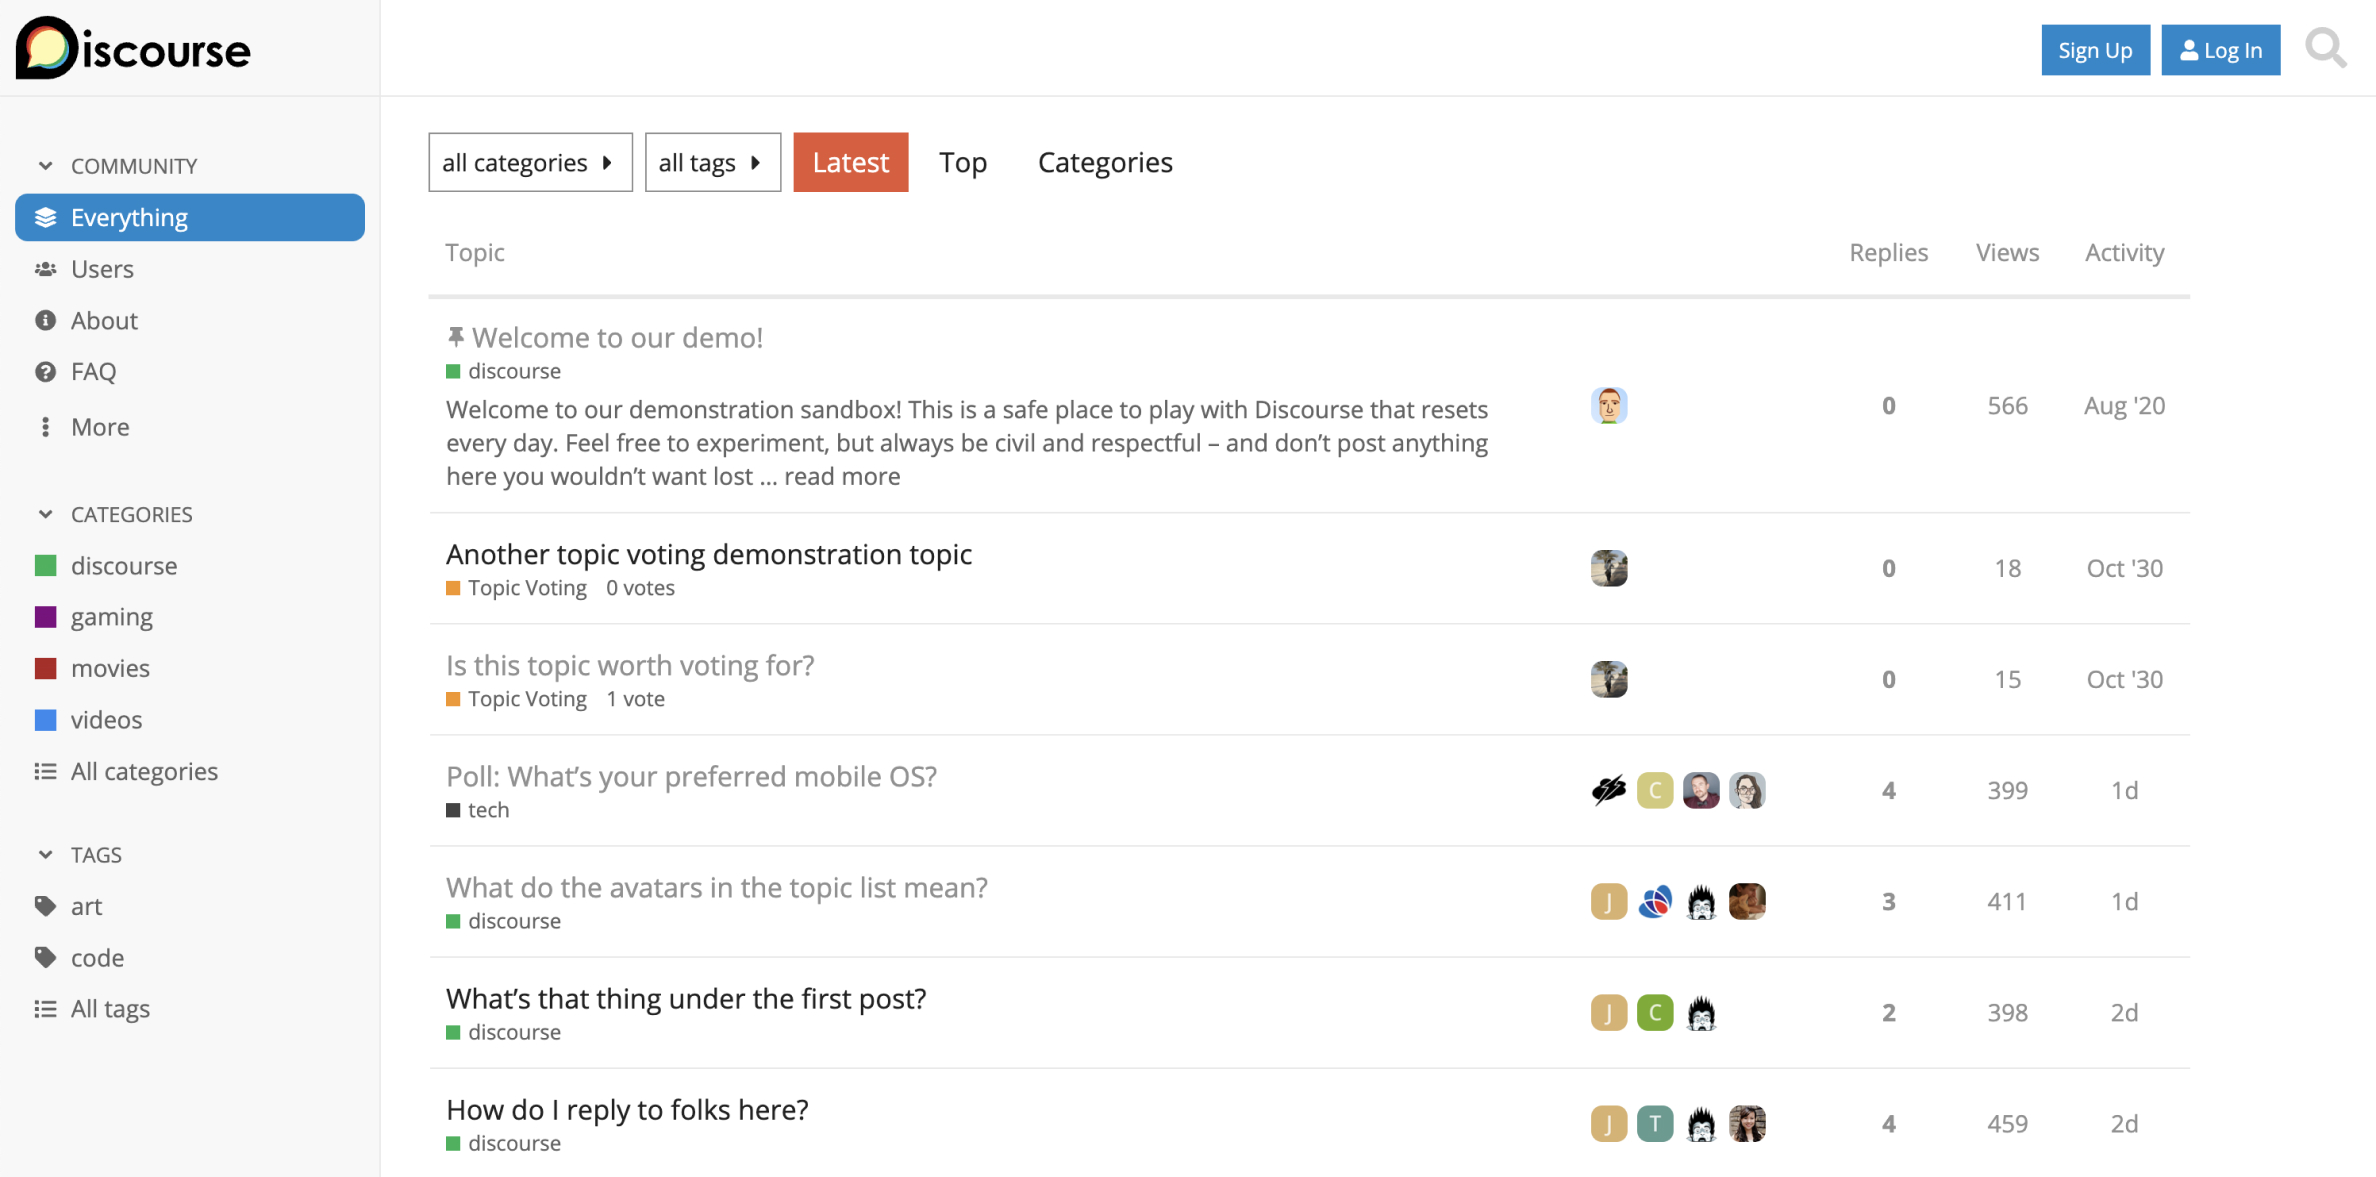 Discourse
Sign Up
Log In
COMMUNITY
Everything
Users
About
FAQ
More
CATEGORIES
discourse
gaming
movies
videos
All categories
TAGS
art
code
All tags
all categories
all tags
Latest
Top
Categories
Topic Replies Views Activity
Welcome to our demo!
discourse
Welcome to our demonstration sandbox! This is a safe place to play with Discourse that resets
every day. Feel free to experiment, but always be civil and respectful – and don’t post anything
here you wouldn’t want lost … read more
0 566 Aug '20
Another topic voting demonstration topic
Topic Voting 0 votes
0 18 Oct '30
Is this topic worth voting for?
Topic Voting 1 vote
0 15 Oct '30
Poll: What’s your preferred mobile OS?
tech
C
4 399 1d
What do the avatars in the topic list mean?
discourse
J
3 411 1d
What’s that thing under the first post?
discourse
J C
2 398 2d
How do I reply to folks here?
discourse
J T
4 459 2d